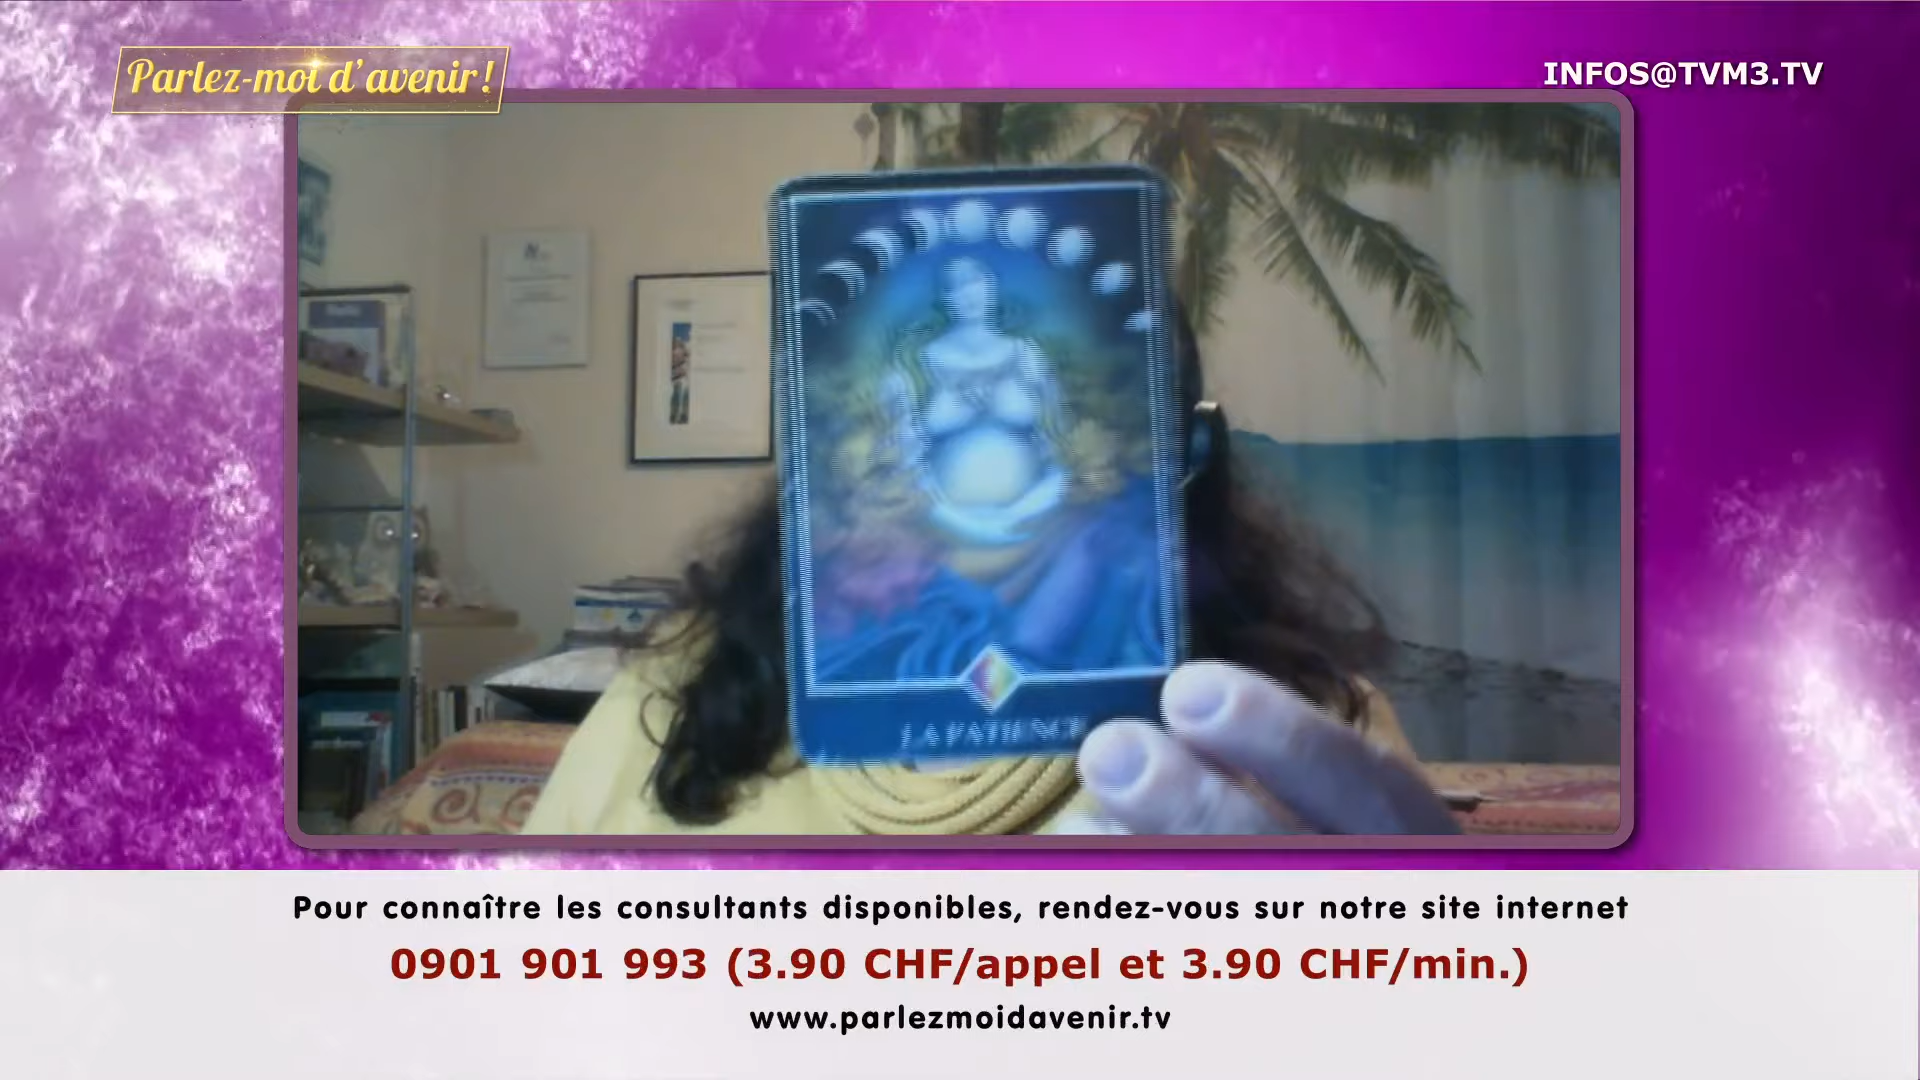 Parlez-moi d'avenir!
INFOS@TVM3.TV
LA PATIENCE
Pour connaître les consultants disponibles, rendez-vous sur notre site internet
0901 901 993 (3.90 CHF/appel et 3.90 CHF/min.)
www.parlezmoidavenir.tv